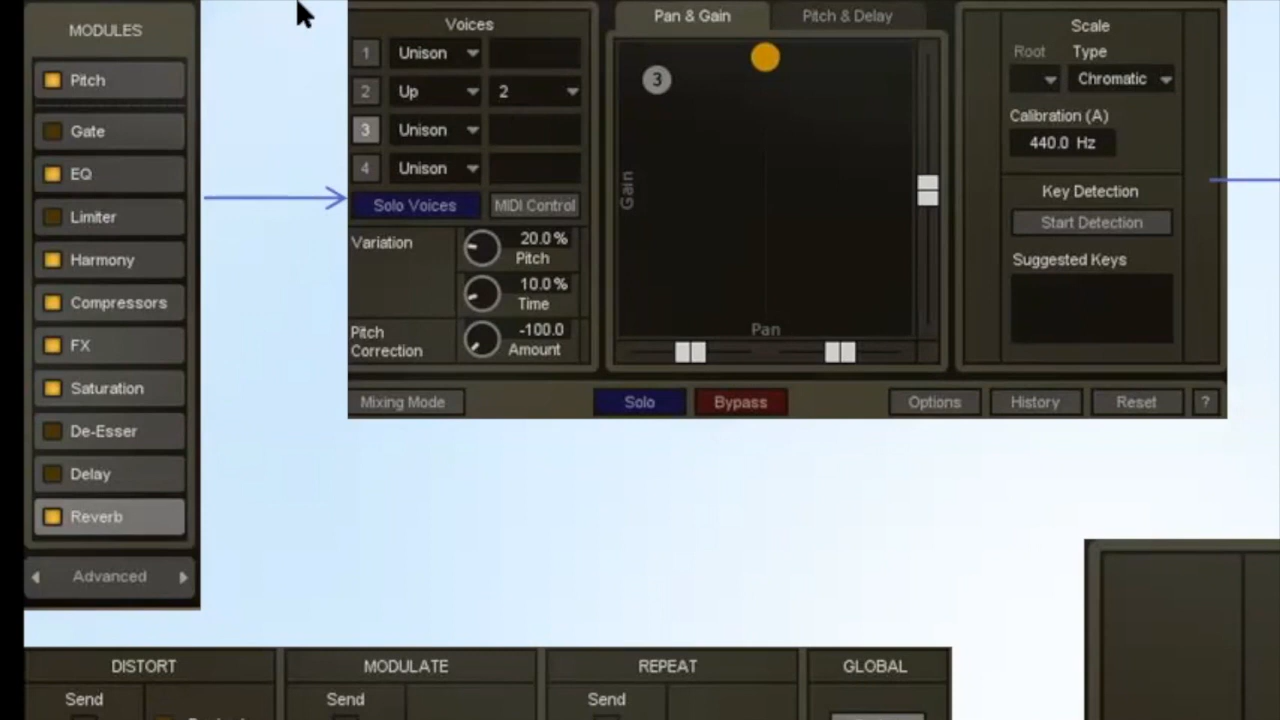 MODULES
Pitch
Gate
EQ
Limiter
Harmony
Compressors
FX
Saturation
De-Esser
Delay
Reverb
Advanced
Voices
1 Unison
2 Up 2
3 Unison
4 Unison
Solo Voices MIDI Control
Variation
20.0 %
Pitch
10.0 %
Time
Pitch
Correction
-100.0
Amount
Pan & Gain Pitch & Delay
3
Gain
Pan
Scale
Root Type
Chromatic
Calibration (A)
440.0 Hz
Key Detection
Start Detection
Suggested Keys
Mixing Mode Solo Bypass Options History Reset ?
DISTORT MODULATE REPEAT GLOBAL
Send Send Send